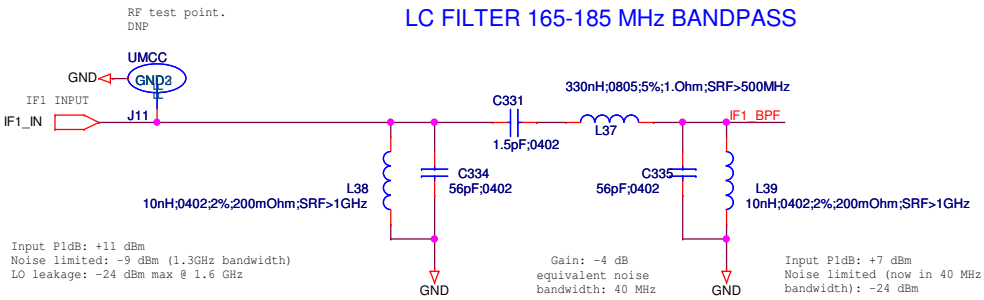 LC FILTER 165-185 MHz BANDPASS
RF test point.
DNP
UMCC
GND
IF1 INPUT
IF1_IN
J11
C331
1.5pF;0402
330nH;0805;5%;1.Ohm;SRF>500MHz
L37
IF1_BPF
L38
10nH;0402;2%;200mOhm;SRF>1GHz
C334
56pF;0402
C335
56pF;0402
L39
10nH;0402;2%;200mOhm;SRF>1GHz
Input P1dB: +11 dBm
Noise limited: -9 dBm (1.3GHz bandwidth)
LO leakage: -24 dBm max @ 1.6 GHz
GND
Gain: -4 dB
equivalent noise
bandwidth: 40 MHz
GND
Input P1dB: +7 dBm
Noise limited (now in 40 MHz
bandwidth): -24 dBm